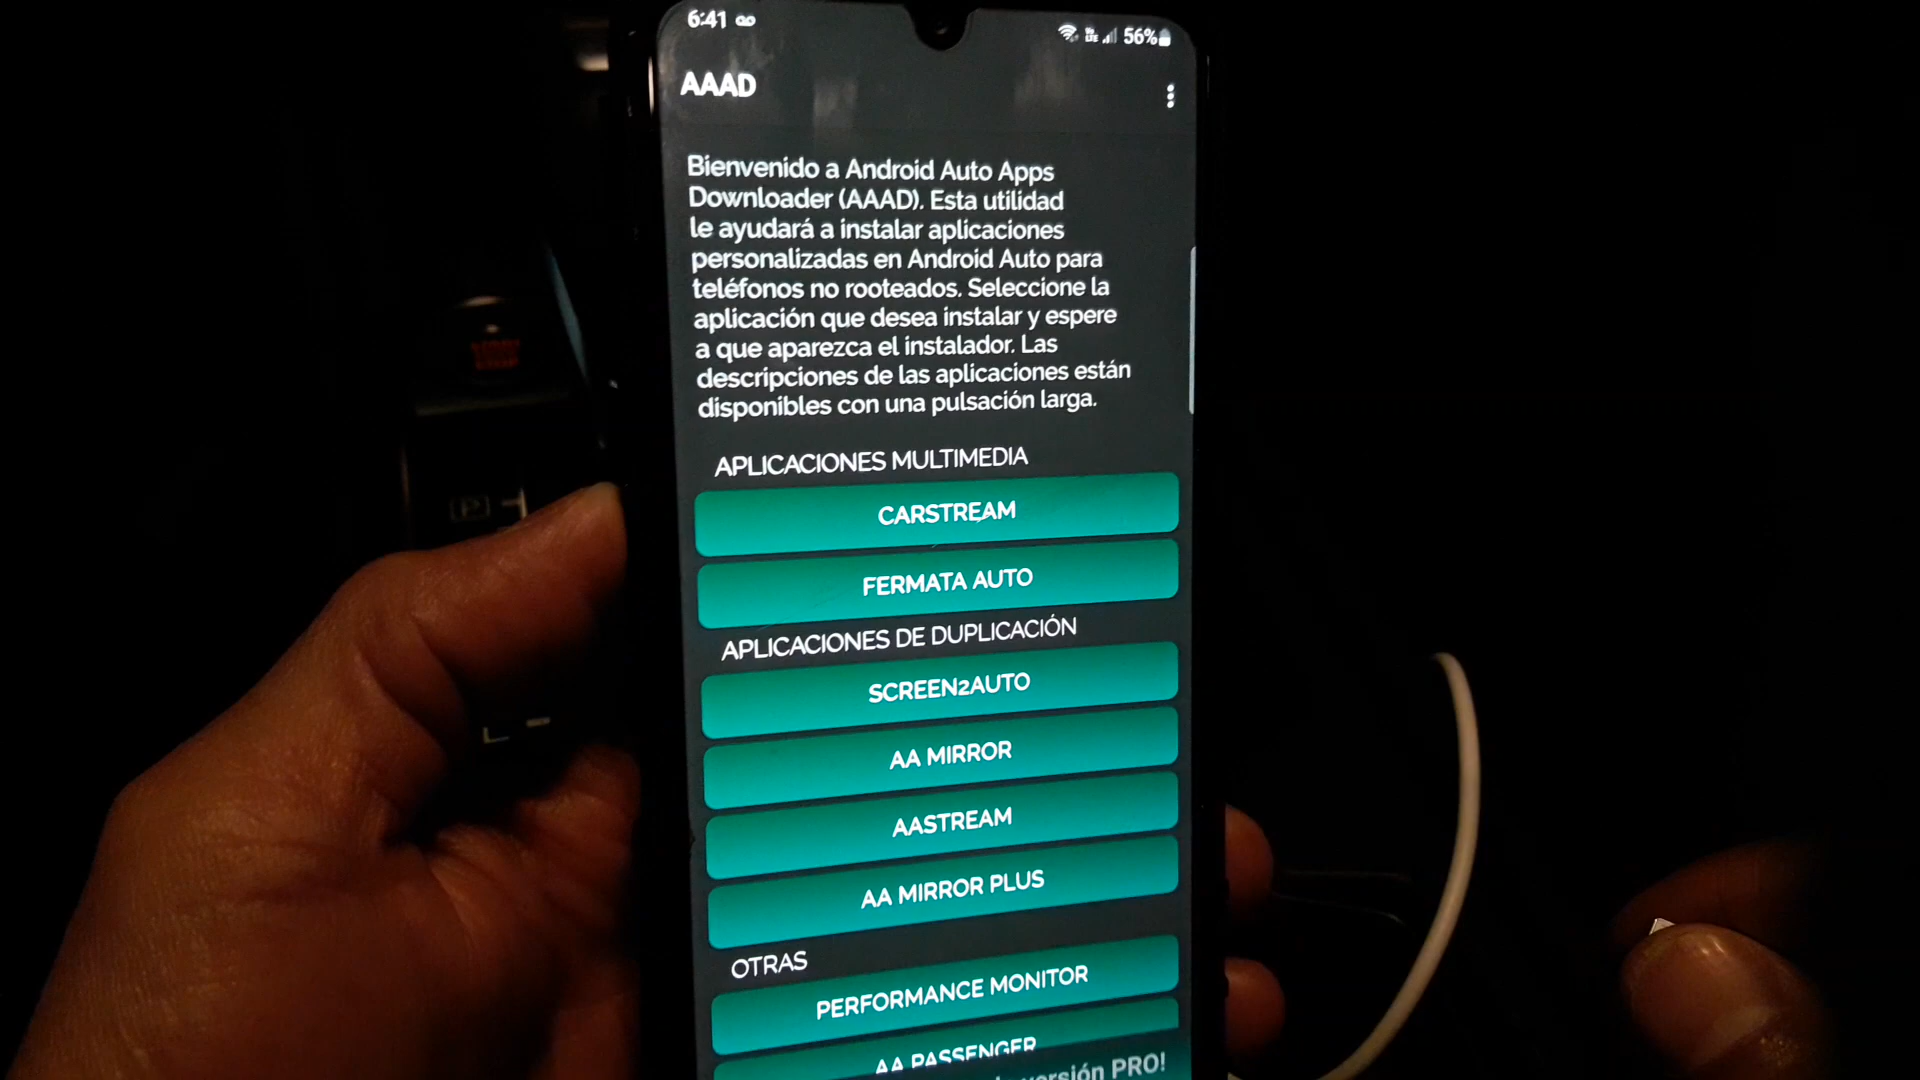 6:41
VoLTE 56%
AAAD
Bienvenido a Android Auto Apps
Downloader (AAAD). Esta utilidad
le ayudará a instalar aplicaciones
personalizadas en Android Auto para
teléfonos no rooteados. Seleccione la
aplicación que desea instalar y espere
a que aparezca el instalador. Las
descripciones de las aplicaciones están
disponibles con una pulsación larga.
APLICACIONES MULTIMEDIA
CARSTREAM
FERMATA AUTO
APLICACIONES DE DUPLICACIÓN
SCREEN2AUTO
AA MIRROR
AASTREAM
AA MIRROR PLUS
OTRAS
PERFORMANCE MONITOR
AA PASSENGER
versión PRO!
P